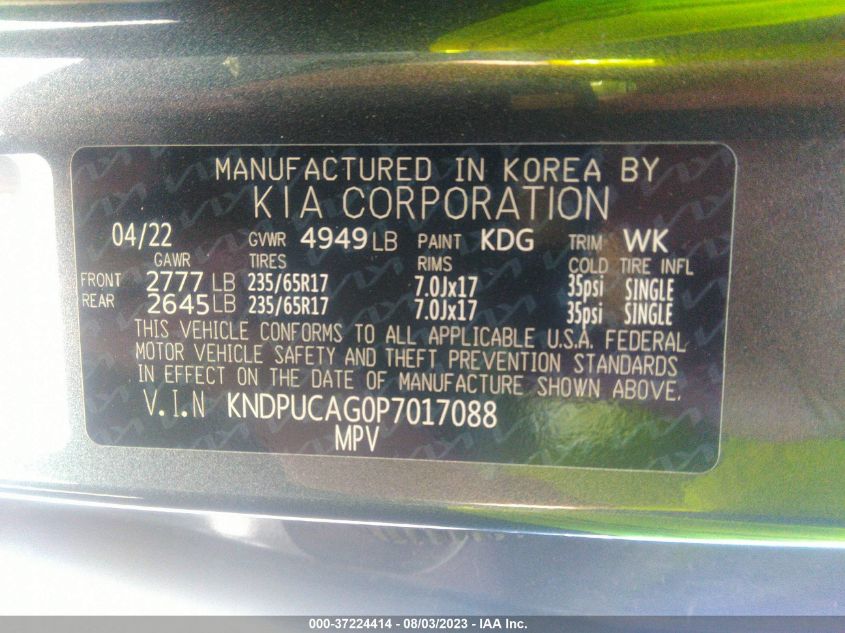 MANUFACTURED IN KOREA BY
KIA CORPORATION
04/22 GVWR 4949 LB PAINT KDG TRIM WK
GAWR TIRES RIMS COLD TIRE INFL
FRONT 2777 LB 235/65R17 7.0Jx17 35psi SINGLE
REAR 2645 LB 235/65R17 7.0Jx17 35psi SINGLE
THIS VEHICLE CONFORMS TO ALL APPLICABLE U.S.A. FEDERAL
MOTOR VEHICLE SAFETY AND THEFT PREVENTION STANDARDS
IN EFFECT ON THE DATE OF MANUFACTURE SHOWN ABOVE.
V.I.N KNDPUCAG0P7017088
MPV
000-37224414 - 08/03/2023 - IAA Inc.